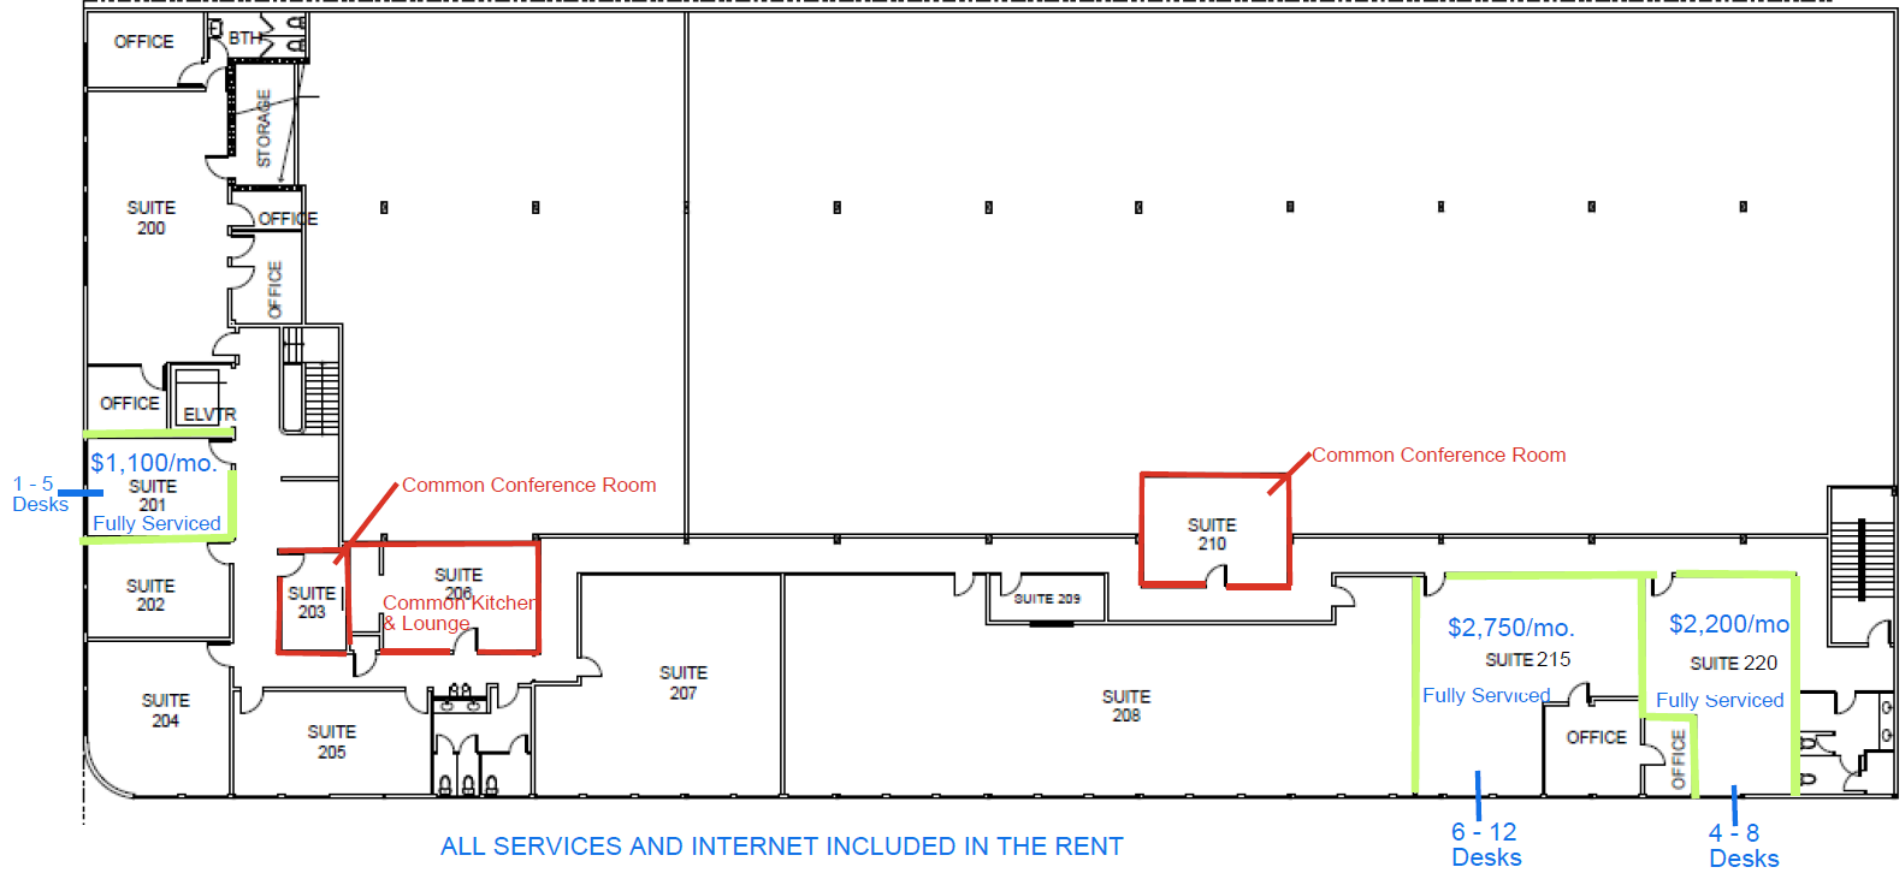 OFFICE
BTH
STORAGE
SUITE
200
OFFICE
OFFICE
OFFICE
ELVTR
$1,100/mo.
1 - 5
Desks
SUITE
201
Fully Serviced
Common Conference Room
Common Conference Room
SUITE
202
SUITE
203
SUITE
206
Common Kitchen
& Lounge
SUITE
210
SUITE 209
SUITE
204
SUITE
205
SUITE
207
SUITE
208
$2,750/mo.
SUITE 215
Fully Serviced
OFFICE
$2,200/mo
SUITE 220
Fully Serviced
OFFICE
6 - 12
Desks
4 - 8
Desks
ALL SERVICES AND INTERNET INCLUDED IN THE RENT